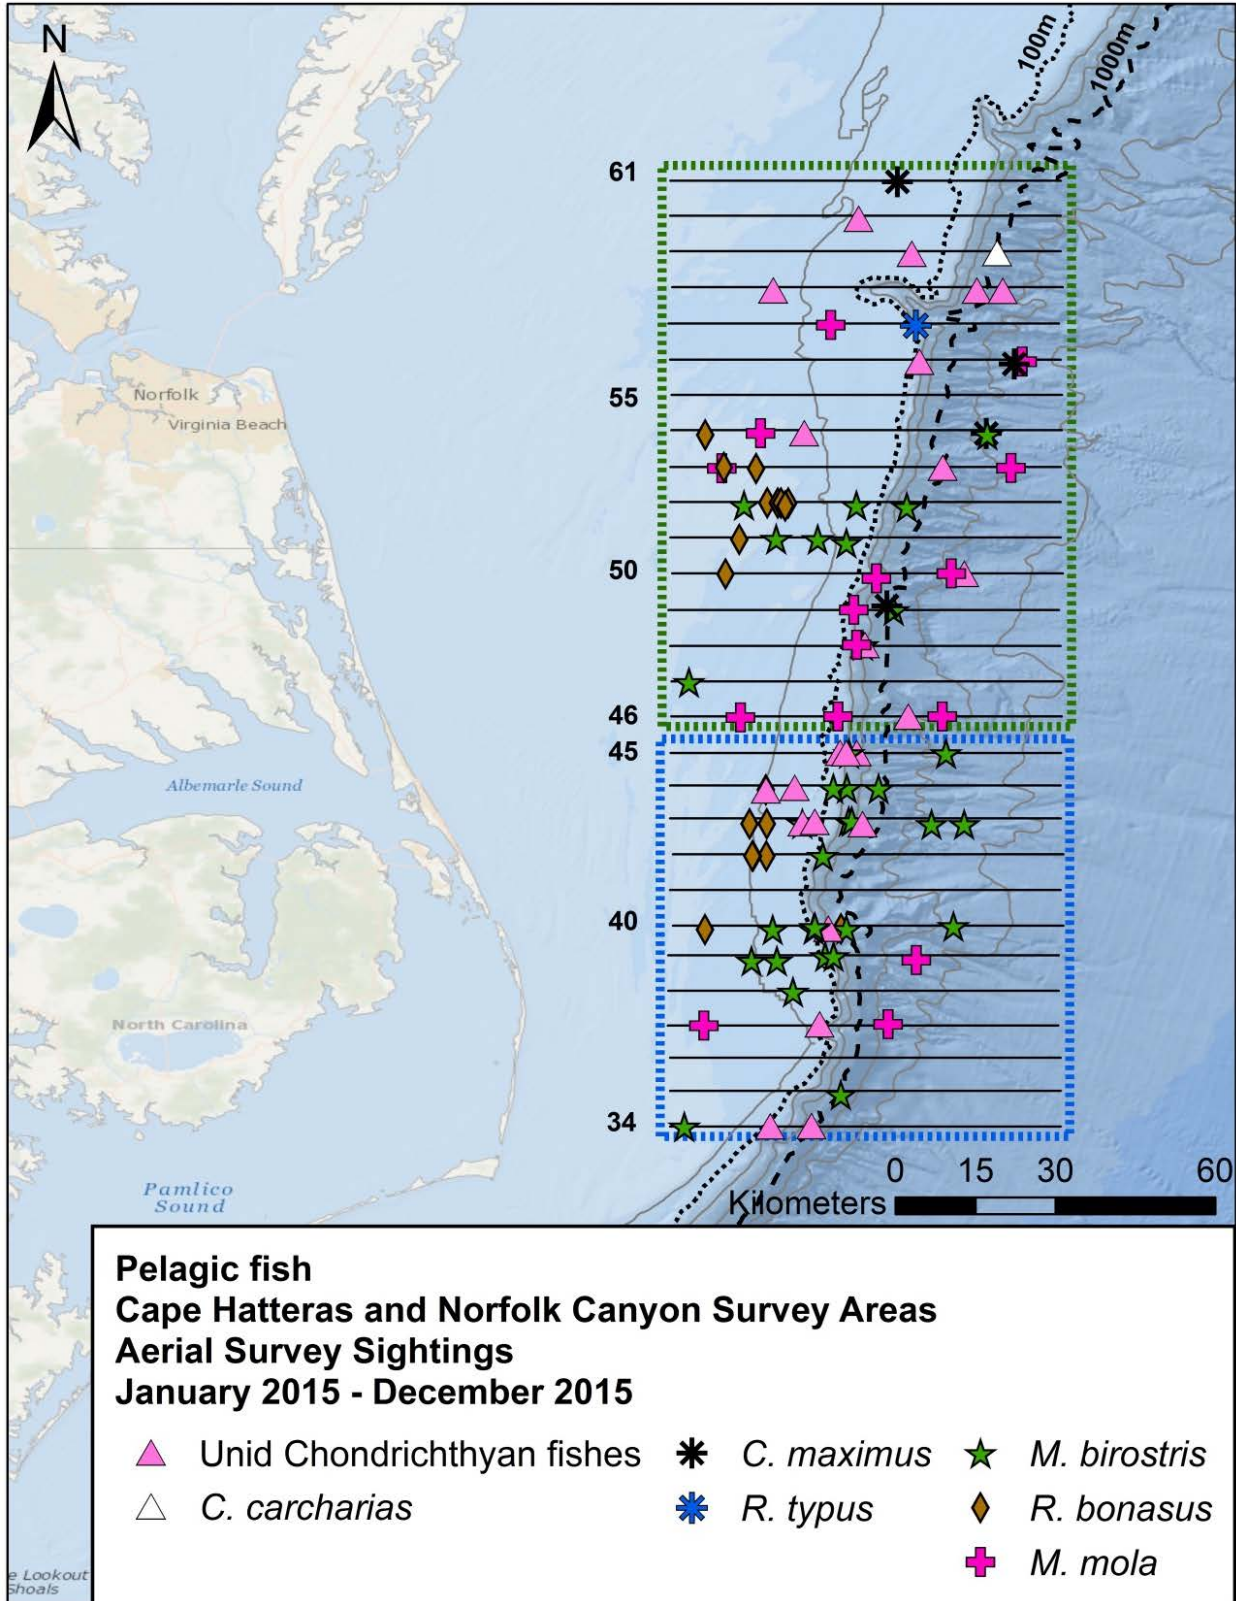 N
100m
1000m
61
Norfolk
Virginia Beach
55
50
46
45
Albemarle Sound
40
North Carolina
34
Pamlico
Sound
0 15 30 60
Kilometers
Pelagic fish
Cape Hatteras and Norfolk Canyon Survey Areas
Aerial Survey Sightings
January 2015 - December 2015
Unid Chondrichthyan fishes
C. maximus
M. birostris
C. carcharias
R. typus
R. bonasus
M. mola
e Lookout
Shoals